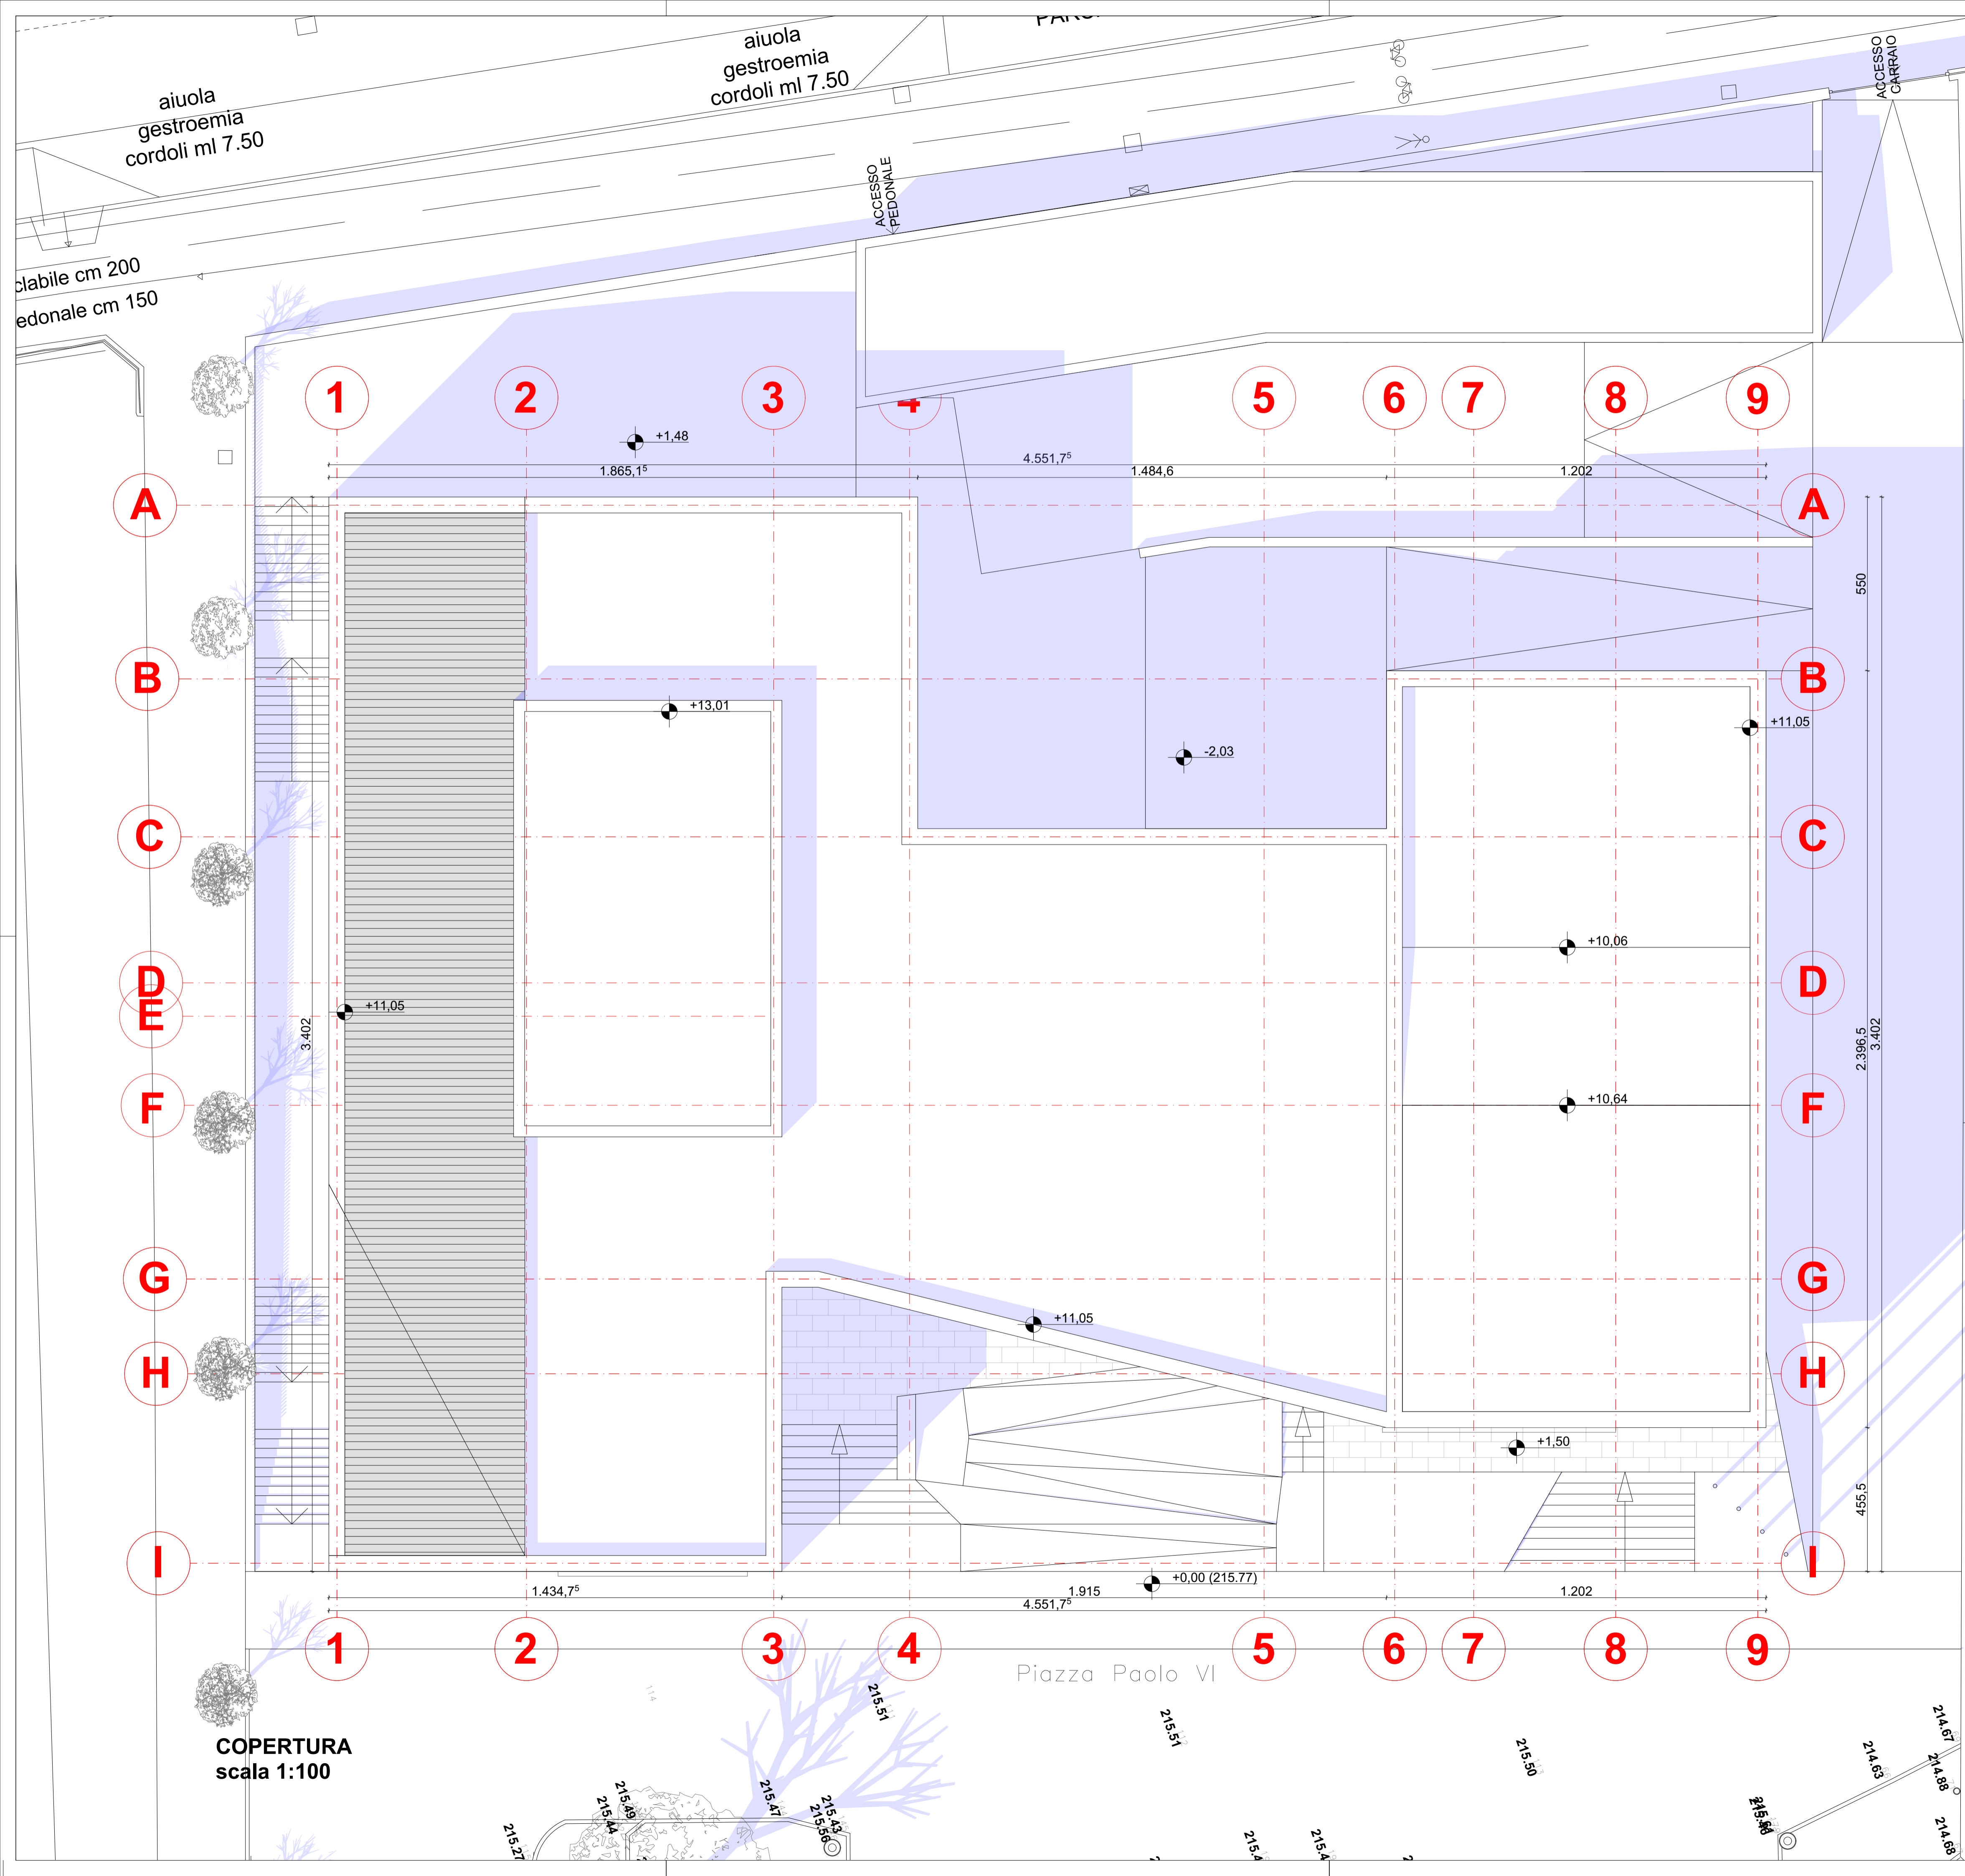 aiuola
gestroemia
cordoli ml 7.50
aiuola
gestroemia
cordoli ml 7.50
ACCESSO
CARRAIO
ACCESSO
PEDONALE
clabile cm 200
edonale cm 150
1
2
3
4
5
6
7
8
9
+1,48
4.551,7⁵
1.865,1⁵
1.484,6
1.202
A
A
550
B
B
+13,01
+11,05
-2,03
C
C
+10,06
D
D
E
+11,05
3.402
2.396,5
3.402
F
F
+10,64
G
G
+11,05
H
H
+1,50
455,5
I
I
+0,00 (215.77)
1.434,7⁵
1.915
1.202
4.551,7⁵
1
2
3
4
5
6
7
8
9
Piazza Paolo VI
114
215.51
215.51
215.50
214.67
214.63
214.88
COPERTURA
scala 1:100
215.49
215.44
215.47
215.43
215.56
215.27
214.68